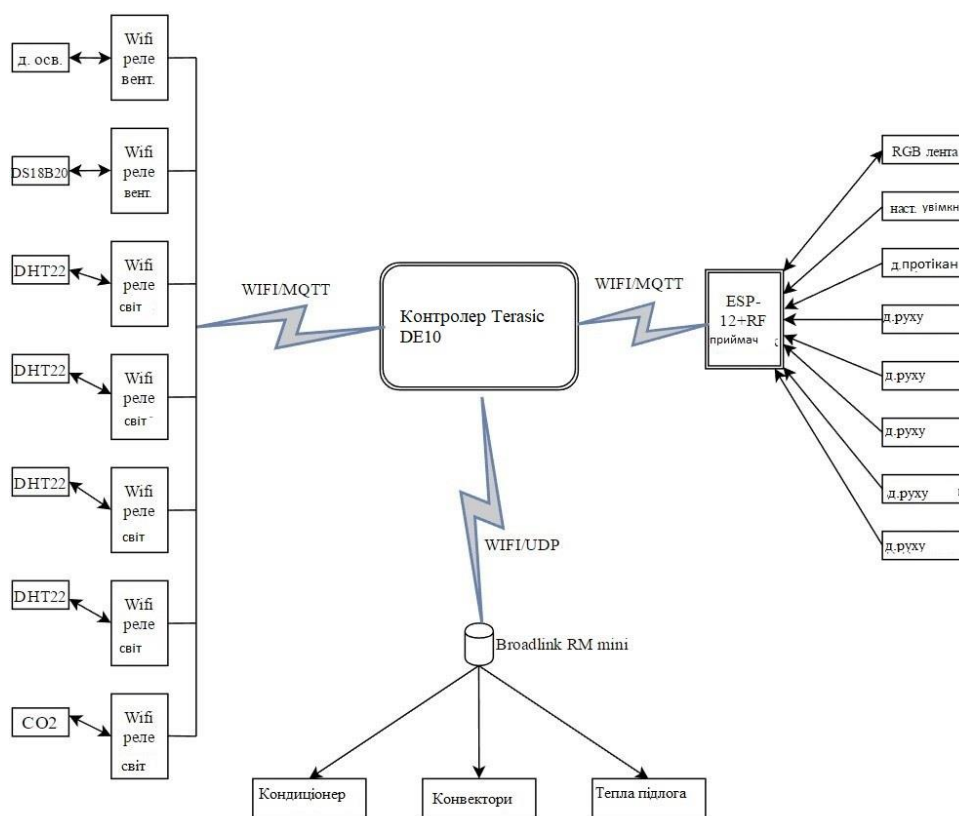 д. осв.
Wifi
реле
вент.
DS18B20
Wifi
реле
вент.
DHT22
Wifi
реле
світ
DHT22
Wifi
реле
світ
DHT22
Wifi
реле
світ
DHT22
Wifi
реле
світ
CO2
Wifi
реле
світ
WIFI/MQTT
Контролер Terasic
DE10
WIFI/MQTT
ESP-
12+RF
приймач
RGB лента
наст. увімкн
д.протікан
д.руху
д.руху
д.руху
д.руху
д.руху
WIFI/UDP
Broadlink RM mini
Кондиціонер
Конвектори
Тепла підлога